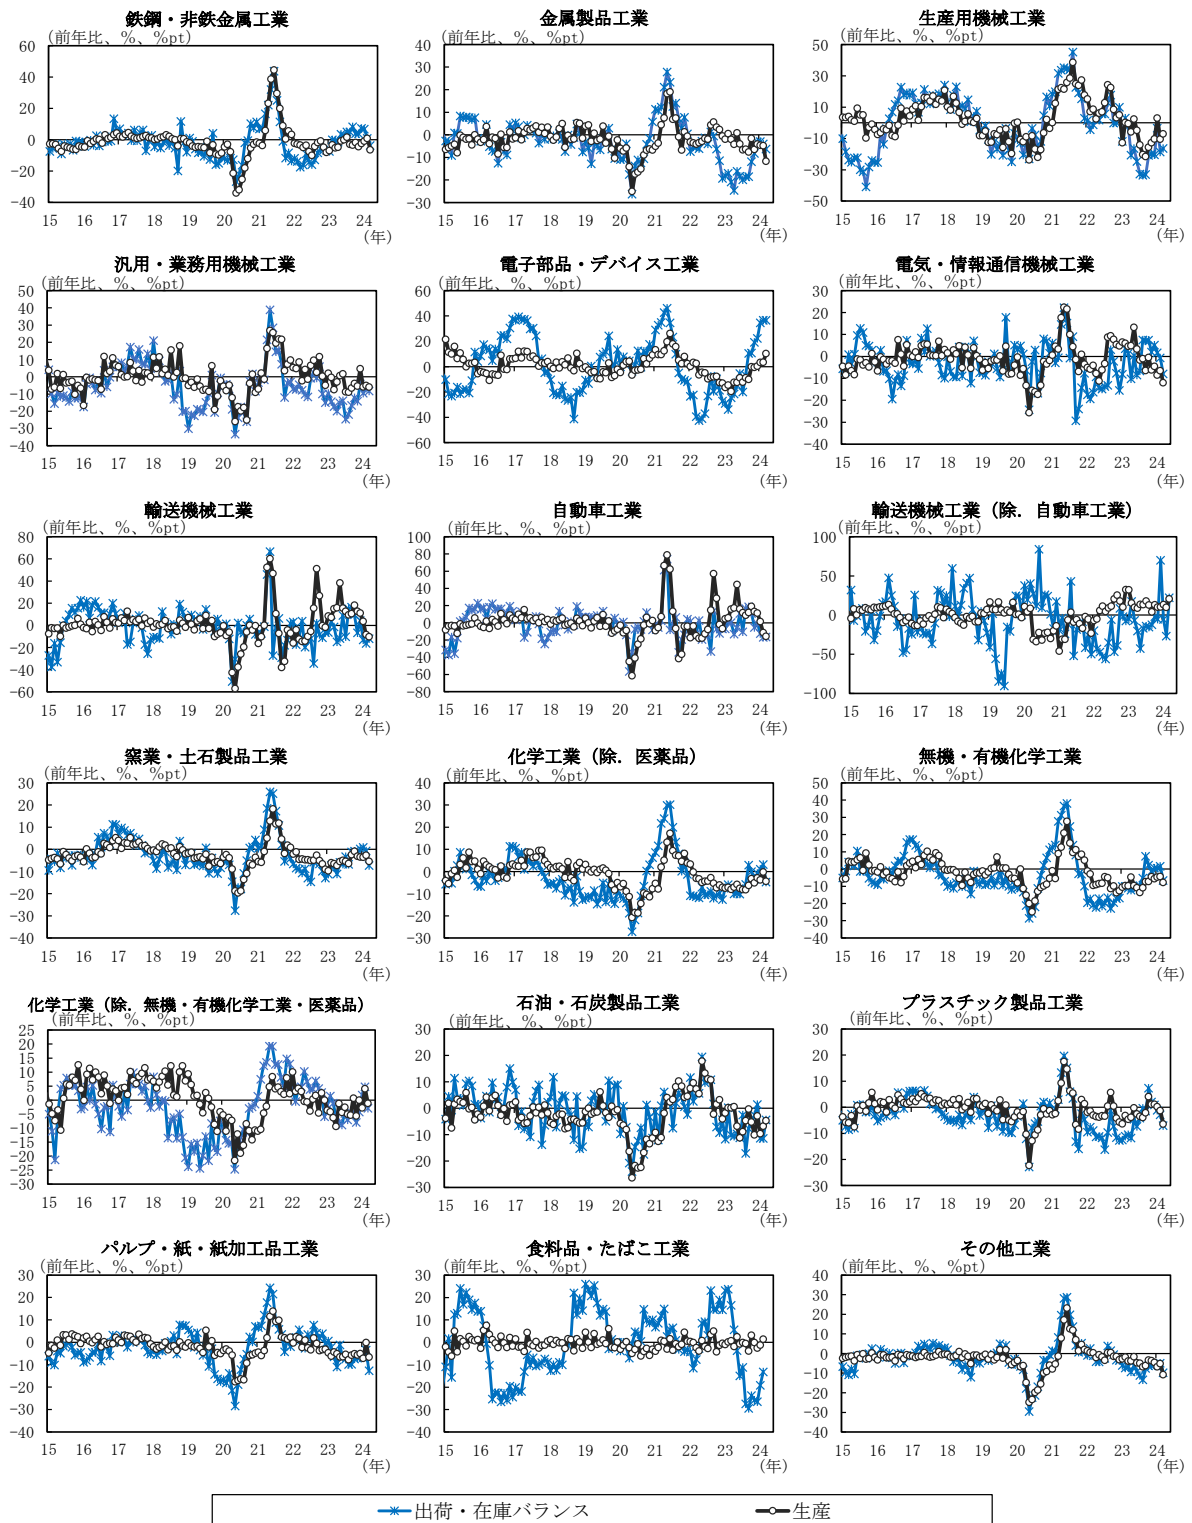 鉄鋼・非鉄金属工業
(前年比、%、%pt)
60
40
20
0
-20
-40
15 16 17 18 19 20 21 22 23 24
(年)
金属製品工業
(前年比、%、%pt)
40
30
20
10
0
-10
-20
-30
15 16 17 18 19 20 21 22 23 24
(年)
生産用機械工業
(前年比、%、%pt)
50
30
10
-10
-30
-50
15 16 17 18 19 20 21 22 23 24
(年)
汎用・業務用機械工業
(前年比、%、%pt)
50
40
30
20
10
0
-10
-20
-30
-40
15 16 17 18 19 20 21 22 23 24
(年)
電子部品・デバイス工業
(前年比、%、%pt)
60
40
20
0
-20
-40
-60
15 16 17 18 19 20 21 22 23 24
(年)
電気・情報通信機械工業
(前年比、%、%pt)
30
20
10
0
-10
-20
-30
-40
15 16 17 18 19 20 21 22 23 24
(年)
輸送機械工業
(前年比、%、%pt)
80
60
40
20
0
-20
-40
-60
15 16 17 18 19 20 21 22 23 24
(年)
自動車工業
(前年比、%、%pt)
100
80
60
40
20
0
-20
-40
-60
-80
15 16 17 18 19 20 21 22 23 24
(年)
輸送機械工業（除．自動車工業）
(前年比、%、%pt)
100
50
0
-50
-100
15 16 17 18 19 20 21 22 23 24
(年)
窯業・土石製品工業
(前年比、%、%pt)
30
20
10
0
-10
-20
-30
-40
15 16 17 18 19 20 21 22 23 24
(年)
化学工業（除．医薬品）
(前年比、%、%pt)
40
30
20
10
0
-10
-20
-30
15 16 17 18 19 20 21 22 23 24
(年)
無機・有機化学工業
(前年比、%、%pt)
50
40
30
20
10
0
-10
-20
-30
-40
15 16 17 18 19 20 21 22 23 24
(年)
化学工業（除．無機・有機化学工業・医薬品）
(前年比、%、%pt)
25
20
15
10
5
0
-5
-10
-15
-20
-25
-30
15 16 17 18 19 20 21 22 23 24
(年)
石油・石炭製品工業
(前年比、%、%pt)
30
20
10
0
-10
-20
-30
15 16 17 18 19 20 21 22 23 24
(年)
プラスチック製品工業
(前年比、%、%pt)
30
20
10
0
-10
-20
-30
15 16 17 18 19 20 21 22 23 24
(年)
パルプ・紙・紙加工品工業
(前年比、%、%pt)
30
20
10
0
-10
-20
-30
-40
15 16 17 18 19 20 21 22 23 24
(年)
食料品・たばこ工業
(前年比、%、%pt)
30
20
10
0
-10
-20
-30
-40
15 16 17 18 19 20 21 22 23 24
(年)
その他工業
(前年比、%、%pt)
40
30
20
10
0
-10
-20
-30
-40
15 16 17 18 19 20 21 22 23 24
(年)
出荷・在庫バランス 生産